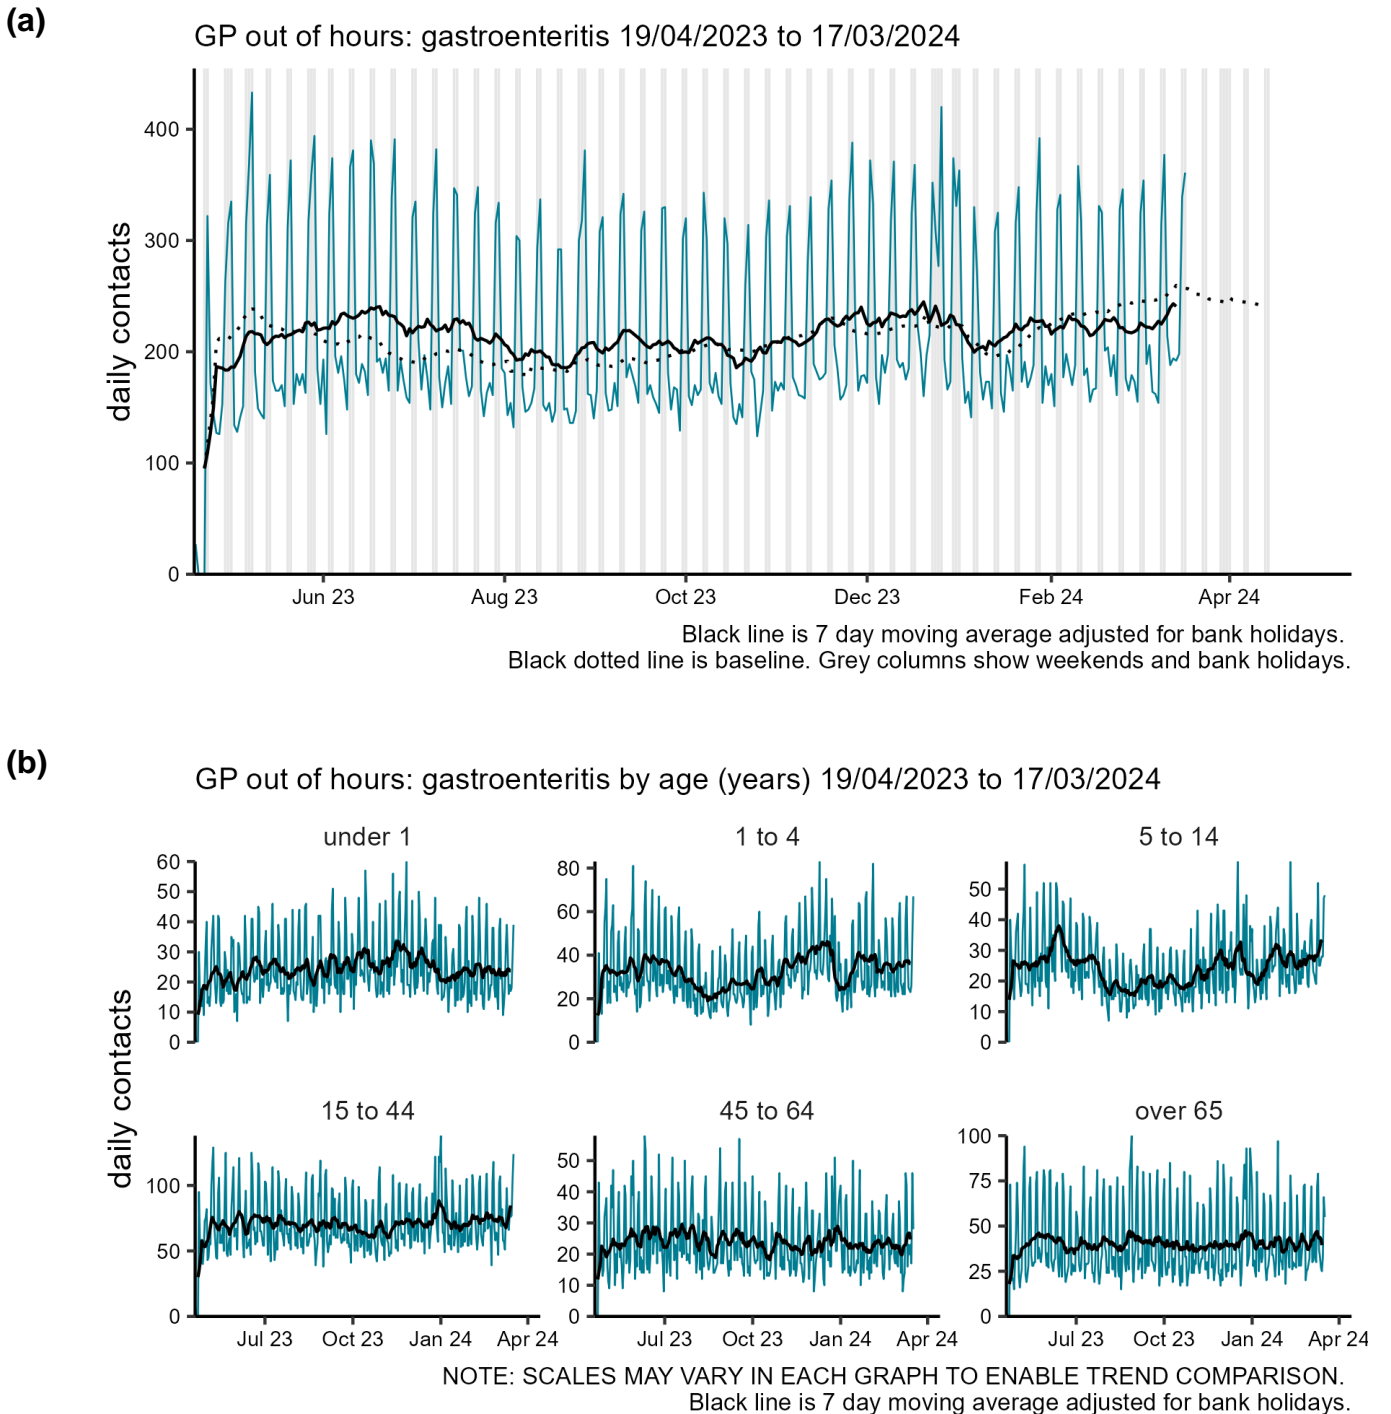 (a)
GP out of hours: gastroenteritis 19/04/2023 to 17/03/2024
daily contacts
400
300
200
100
0
Jun 23 Aug 23 Oct 23 Dec 23 Feb 24 Apr 24
Black line is 7 day moving average adjusted for bank holidays.
Black dotted line is baseline. Grey columns show weekends and bank holidays.
(b)
GP out of hours: gastroenteritis by age (years) 19/04/2023 to 17/03/2024
daily contacts
under 1
60
50
40
30
20
10
0
1 to 4
80
60
40
20
0
5 to 14
50
40
30
20
10
0
15 to 44
100
50
0
45 to 64
50
40
30
20
10
0
over 65
100
75
50
25
0
Jul 23 Oct 23 Jan 24 Apr 24 Jul 23 Oct 23 Jan 24 Apr 24 Jul 23 Oct 23 Jan 24 Apr 24
NOTE: SCALES MAY VARY IN EACH GRAPH TO ENABLE TREND COMPARISON.
Black line is 7 day moving average adjusted for bank holidays.